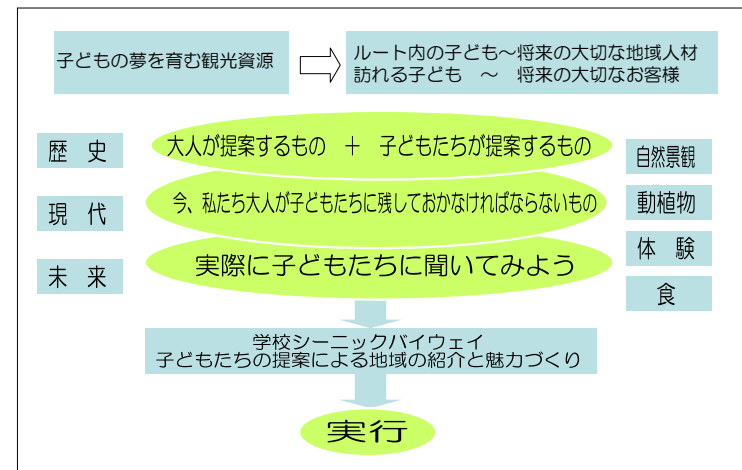 子どもの夢を育む観光資源
ルート内の子ども～将来の大切な地域人材
訪れる子ども　～　将来の大切なお客様
歴　史
現　代
未　来
大人が提案するもの　＋　子どもたちが提案するもの
今、私たち大人が子どもたちに残しておかなければならないもの
実際に子どもたちに聞いてみよう
自然景観
動植物
体　験
食
学校シーニックバイウェイ
子どもたちの提案による地域の紹介と魅力づくり
実行